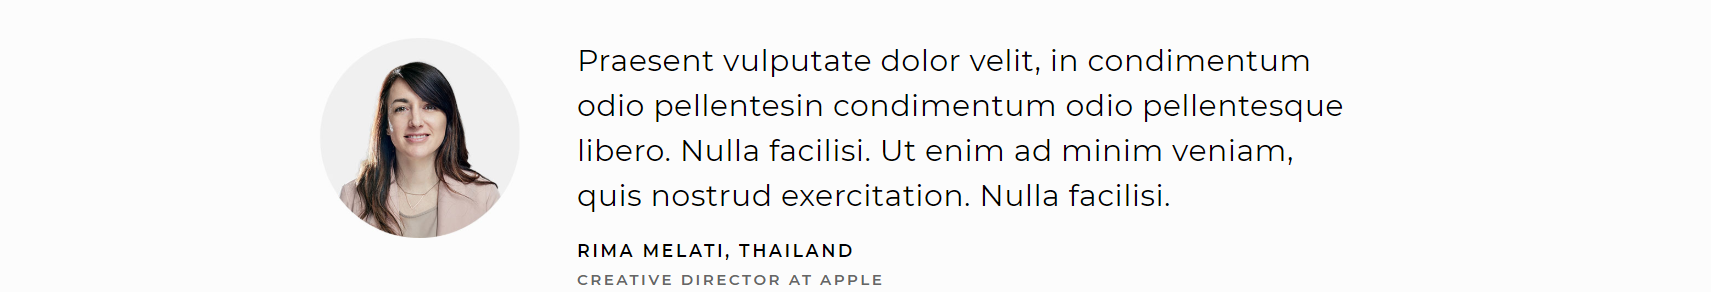 Praesent vulputate dolor velit, in condimentum
odio pellentesin condimentum odio pellentesque
libero. Nulla facilisi. Ut enim ad minim veniam,
quis nostrud exercitation. Nulla facilisi.
RIMA MELATI, THAILAND
CREATIVE DIRECTOR AT APPLE